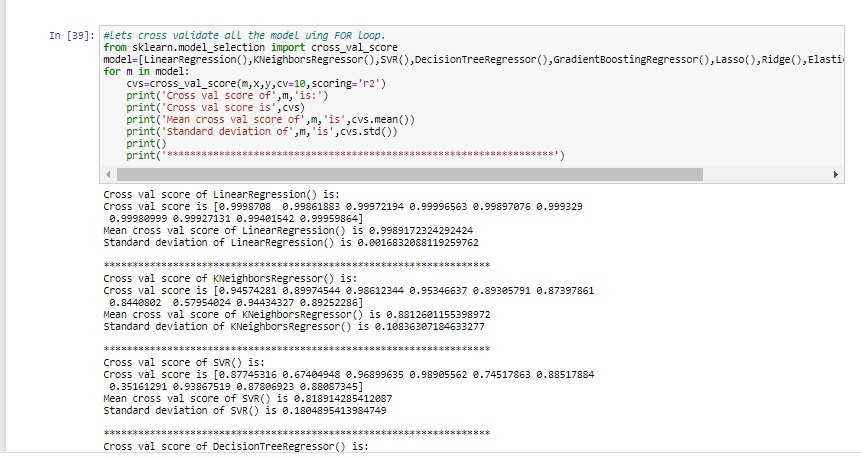 In [39]: #Lets cross validate all the model uing FOR loop.
from sklearn.model_selection import cross_val_score
model=[LinearRegression(),KNeighborsRegressor(),SVR(),DecisionTreeRegressor(),GradientBoostingRegressor(),Lasso(),Ridge(),Elasti
for m in model:
    cvs=cross_val_score(m,x,y,cv=10,scoring='r2')
    print('Cross val score of',m,'is:')
    print('Cross val score is',cvs)
    print('Mean cross val score of',m,'is',cvs.mean())
    print('Standard deviation of',m,'is',cvs.std())
    print()
    print('*******************************************************************')
Cross val score of LinearRegression() is:
Cross val score is [0.9998708  0.99861883 0.99972194 0.99996563 0.99897076 0.999329
 0.99980999 0.99927131 0.99401542 0.99959864]
Mean cross val score of LinearRegression() is 0.9989172324292424
Standard deviation of LinearRegression() is 0.0016832088119259762
*******************************************************************
Cross val score of KNeighborsRegressor() is:
Cross val score is [0.94574281 0.89974544 0.98612344 0.95346637 0.89305791 0.87397861
 0.8440802  0.57954024 0.94434327 0.89252286]
Mean cross val score of KNeighborsRegressor() is 0.8812601155398972
Standard deviation of KNeighborsRegressor() is 0.10836307184633277
*******************************************************************
Cross val score of SVR() is:
Cross val score is [0.87745316 0.67404948 0.96899635 0.98905562 0.74517863 0.88517884
 0.35161291 0.93867519 0.87806923 0.88087345]
Mean cross val score of SVR() is 0.818914285412087
Standard deviation of SVR() is 0.1804895413984749
*******************************************************************
Cross val score of DecisionTreeRegressor() is: